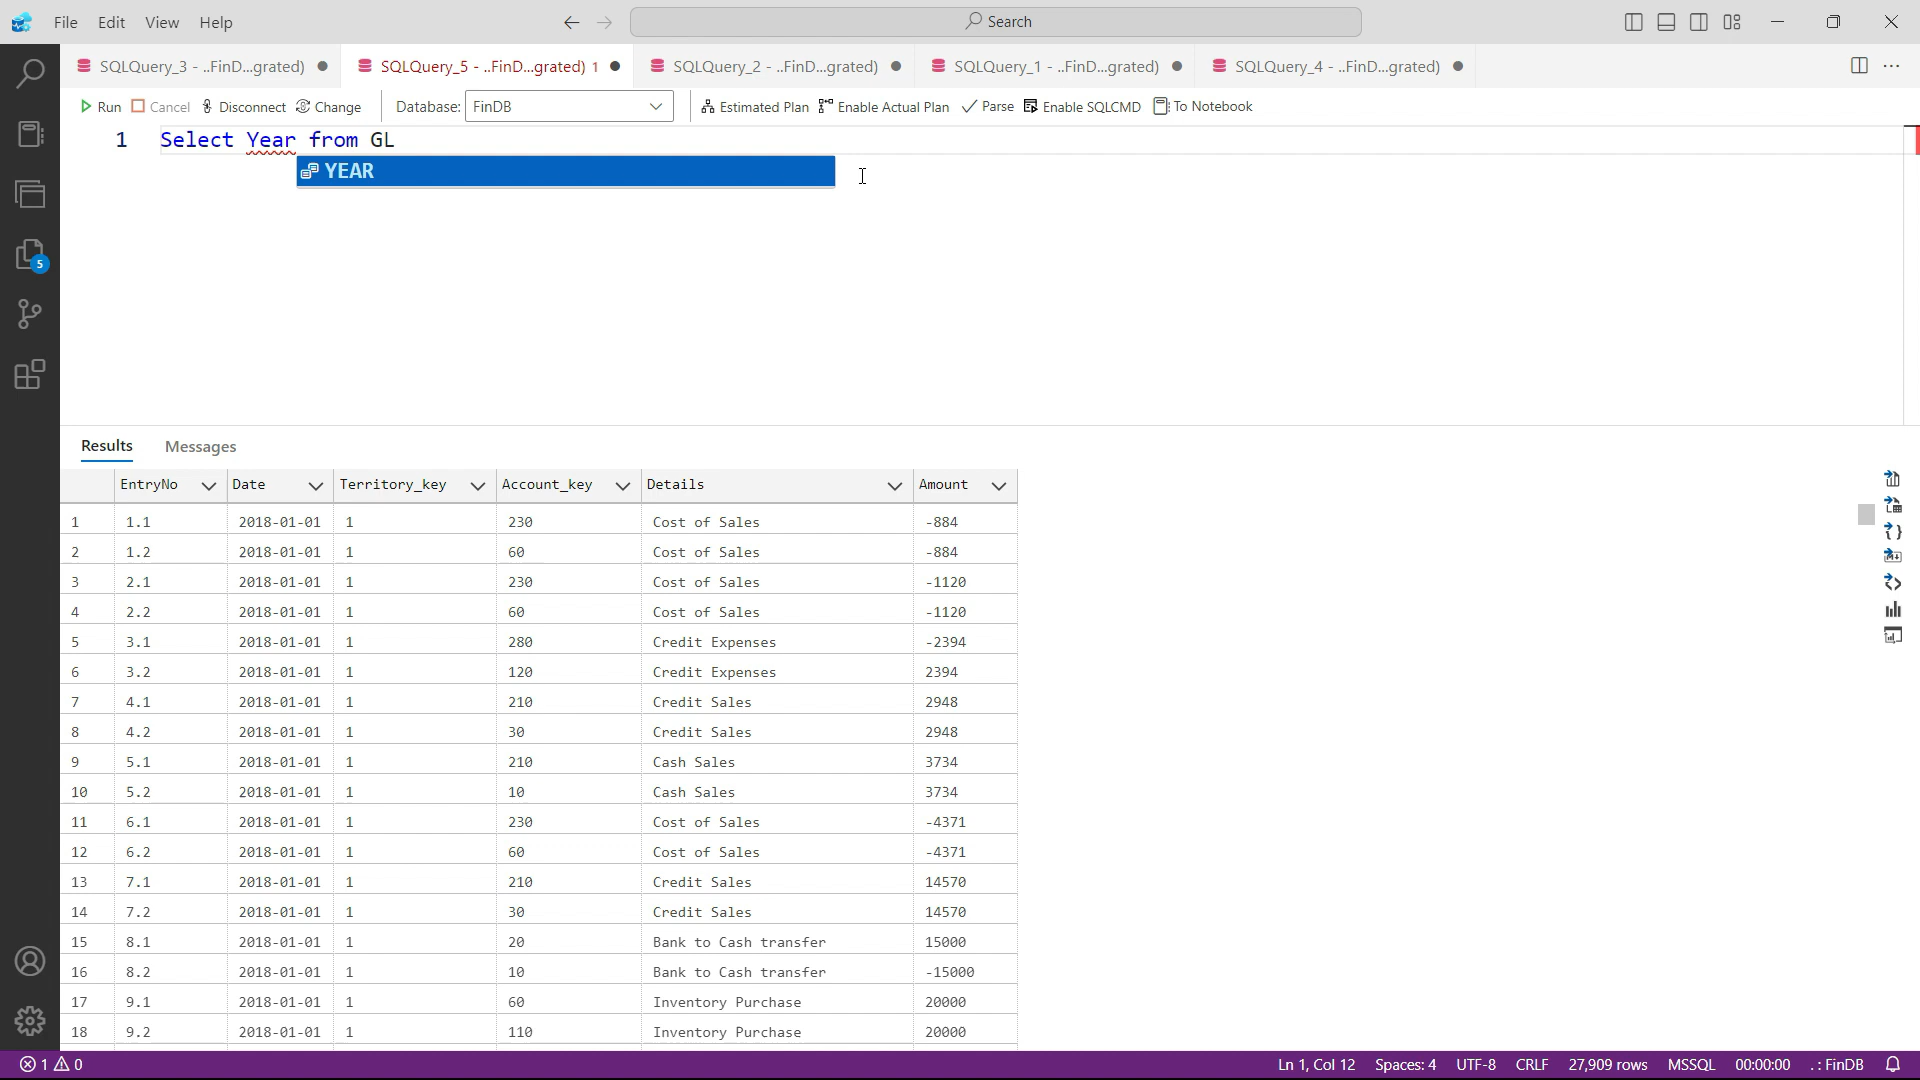 File Edit View Help Search
SQLQuery_3 - ..FinD...grated) SQLQuery_5 - ..FinD...grated) 1 SQLQuery_2 - ..FinD...grated) SQLQuery_1 - ..FinD...grated) SQLQuery_4 - ..FinD...grated)
Run Cancel Disconnect Change Database: FinDB Estimated Plan Enable Actual Plan Parse Enable SQLCMD To Notebook
1 Select Year from GL
YEAR
5
Results Messages
EntryNo Date Territory_key Account_key Details Amount
1 1.1 2018-01-01 1 230 Cost of Sales -884
2 1.2 2018-01-01 1 60 Cost of Sales -884
3 2.1 2018-01-01 1 230 Cost of Sales -1120
4 2.2 2018-01-01 1 60 Cost of Sales -1120
5 3.1 2018-01-01 1 280 Credit Expenses -2394
6 3.2 2018-01-01 1 120 Credit Expenses 2394
7 4.1 2018-01-01 1 210 Credit Sales 2948
8 4.2 2018-01-01 1 30 Credit Sales 2948
9 5.1 2018-01-01 1 210 Cash Sales 3734
10 5.2 2018-01-01 1 10 Cash Sales 3734
11 6.1 2018-01-01 1 230 Cost of Sales -4371
12 6.2 2018-01-01 1 60 Cost of Sales -4371
13 7.1 2018-01-01 1 210 Credit Sales 14570
14 7.2 2018-01-01 1 30 Credit Sales 14570
15 8.1 2018-01-01 1 20 Bank to Cash transfer 15000
16 8.2 2018-01-01 1 10 Bank to Cash transfer -15000
17 9.1 2018-01-01 1 60 Inventory Purchase 20000
18 9.2 2018-01-01 1 110 Inventory Purchase 20000
1 0 Ln 1, Col 12 Spaces: 4 UTF-8 CRLF 27,909 rows MSSQL 00:00:00 . : FinDB